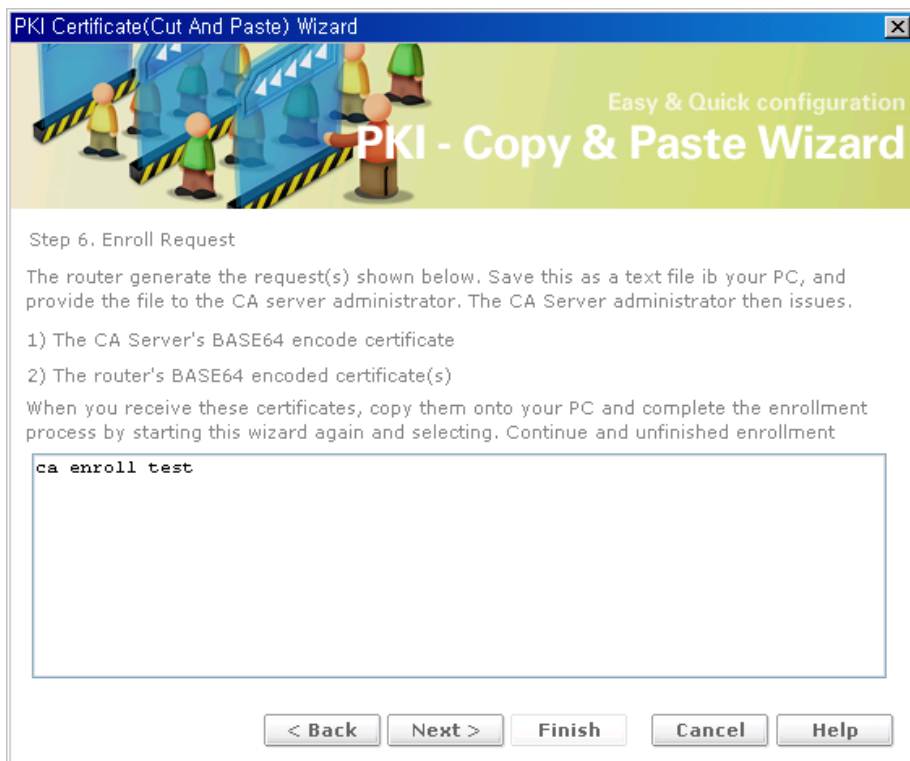 PKI Certificate(Cut And Paste) Wizard
Easy & Quick configuration
PKI - Copy & Paste Wizard
Step 6. Enroll Request
The router generate the request(s) shown below. Save this as a text file ib your PC, and
provide the file to the CA server administrator. The CA Server administrator then issues.
1) The CA Server's BASE64 encode certificate
2) The router's BASE64 encoded certificate(s)
When you receive these certificates, copy them onto your PC and complete the enrollment
process by starting this wizard again and selecting. Continue and unfinished enrollment
ca enroll test
< Back Next > Finish Cancel Help